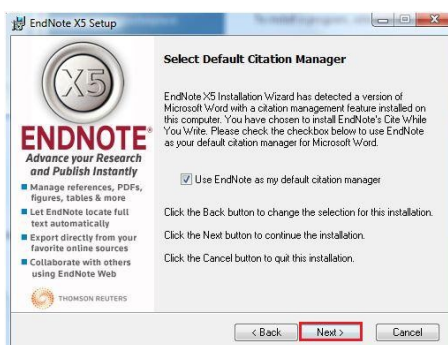 EndNote X5 Setup
X5
ENDNOTE®
Advance your Research
and Publish Instantly
Manage references, PDFs,
figures, tables & more
Let EndNote locate full
text automatically
Export directly from your
favorite online sources
Collaborate with others
using EndNote Web
THOMSON REUTERS
Select Default Citation Manager
EndNote X5 Installation Wizard has detected a version of
Microsoft Word with a citation management feature installed on
this computer. You have chosen to install EndNote's Cite While
You Write. Please check the checkbox below to use EndNote
as your default citation manager for Microsoft Word.
Use EndNote as my default citation manager
Click the Back button to change the selection for this installation.
Click the Next button to continue the installation.
Click the Cancel button to quit this installation.
< Back Next > Cancel